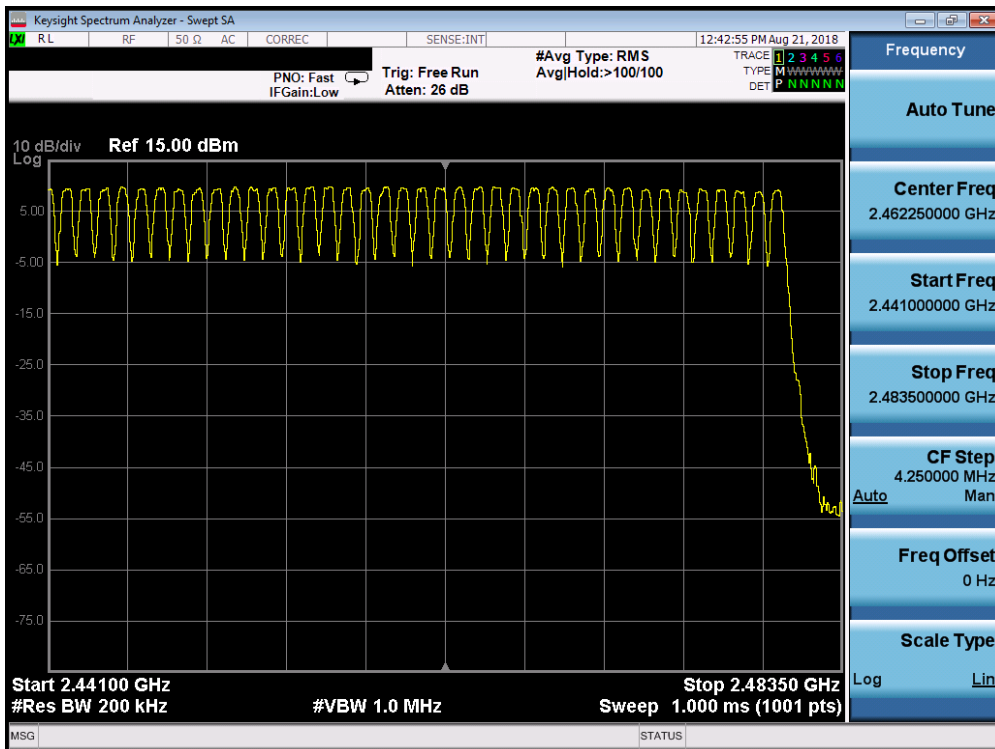 Keysight Spectrum Analyzer - Swept SA
LXI RL RF 50 Ω AC CORREC SENSE:INT 12:42:55 PM Aug 21, 2018
#Avg Type: RMS TRACE 1 2 3 4 5 6
PNO: Fast Trig: Free Run Avg|Hold:>100/100 TYPE M WWWWW
IFGain:Low Atten: 26 dB DET P N N N N N
10 dB/div Ref 15.00 dBm
Log
5.00
-5.00
-15.0
-25.0
-35.0
-45.0
-55.0
-65.0
-75.0
Start 2.44100 GHz Stop 2.48350 GHz
#Res BW 200 kHz #VBW 1.0 MHz Sweep 1.000 ms (1001 pts)
MSG STATUS
Frequency
Auto Tune
Center Freq
2.462250000 GHz
Start Freq
2.441000000 GHz
Stop Freq
2.483500000 GHz
CF Step
4.250000 MHz
Auto Man
Freq Offset
0 Hz
Scale Type
Log Lin